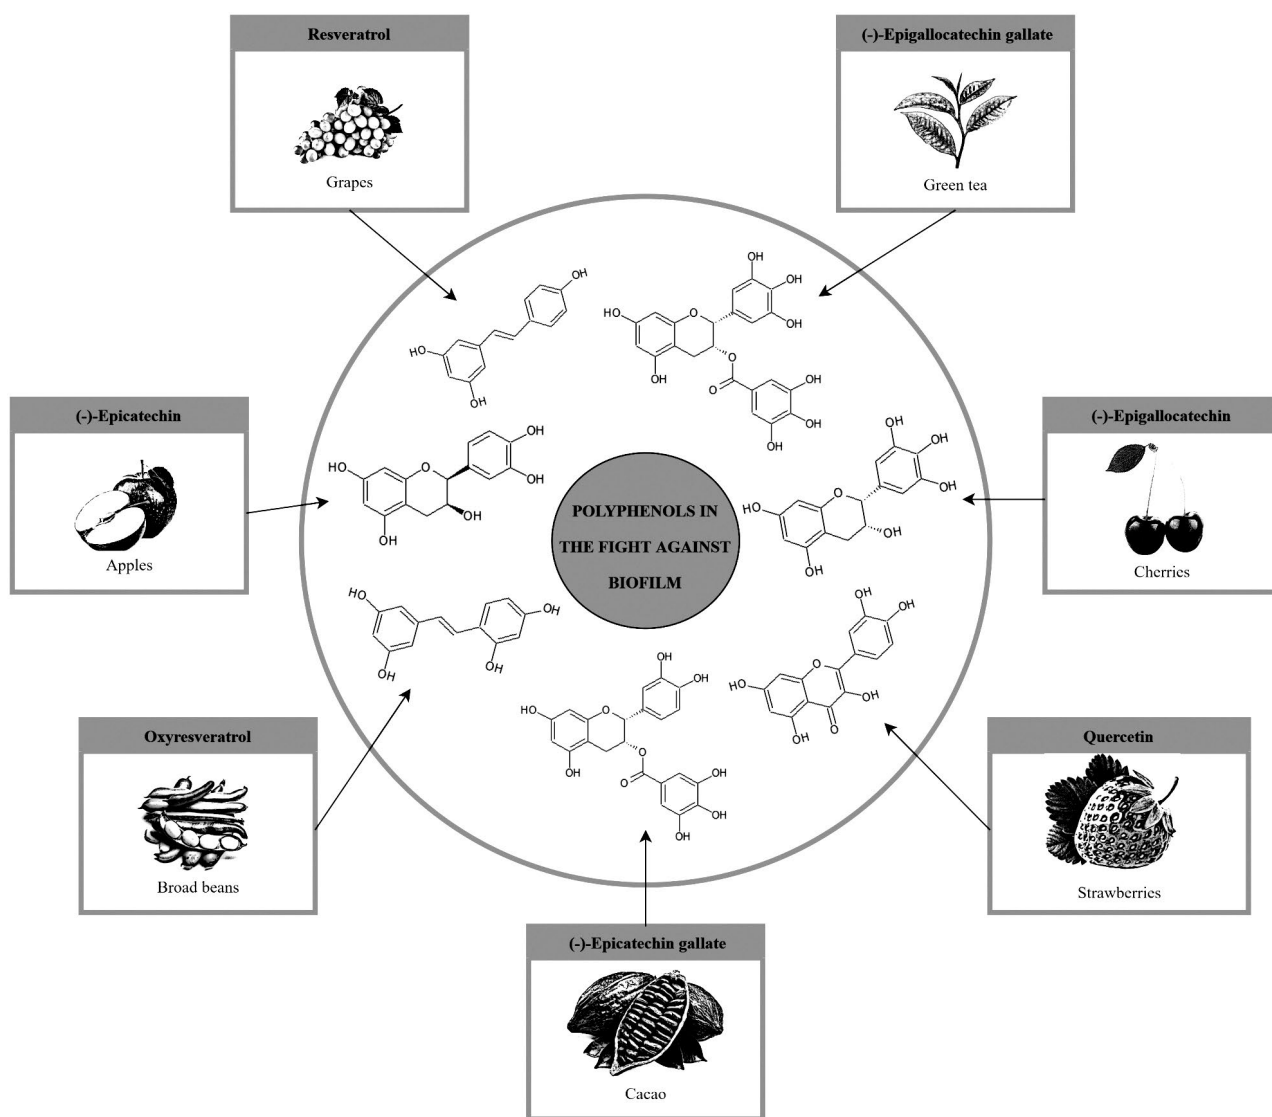 Resveratrol
Grapes
(-)-Epigallocatechin gallate
Green tea
OH
HO
OH
OH
OH
OH
HO
O
OH
O
OH
O
OH
OH
OH
(-)-Epicatechin
Apples
HO
O
OH
OH
OH
OH
(-)-Epigallocatechin
Cherries
HO
O
OH
OH
OH
OH
OH
POLYPHENOLS IN
THE FIGHT AGAINST
BIOFILM
HO
OH
OH
OH
Oxyresveratrol
Broad beans
HO
O
OH
OH
OH
O
OH
Quercetin
Strawberries
HO
O
OH
OH
OH
O
O
OH
OH
OH
(-)-Epicatechin gallate
Cacao